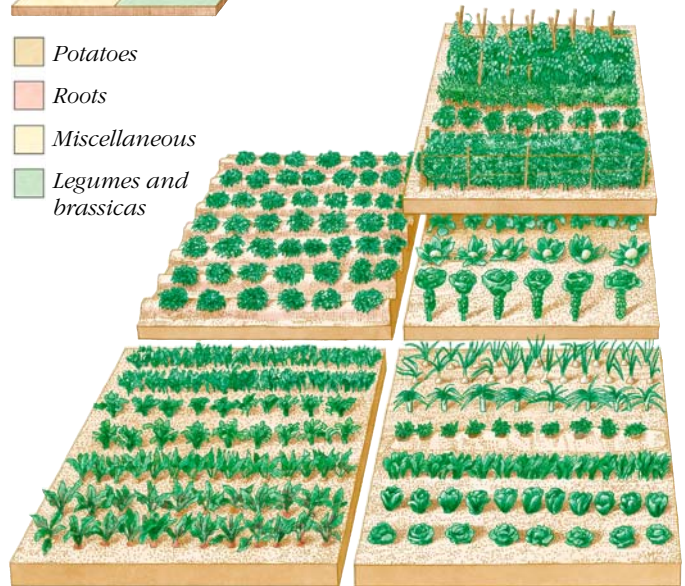 Potatoes
Roots
Miscellaneous
Legumes and
brassicas